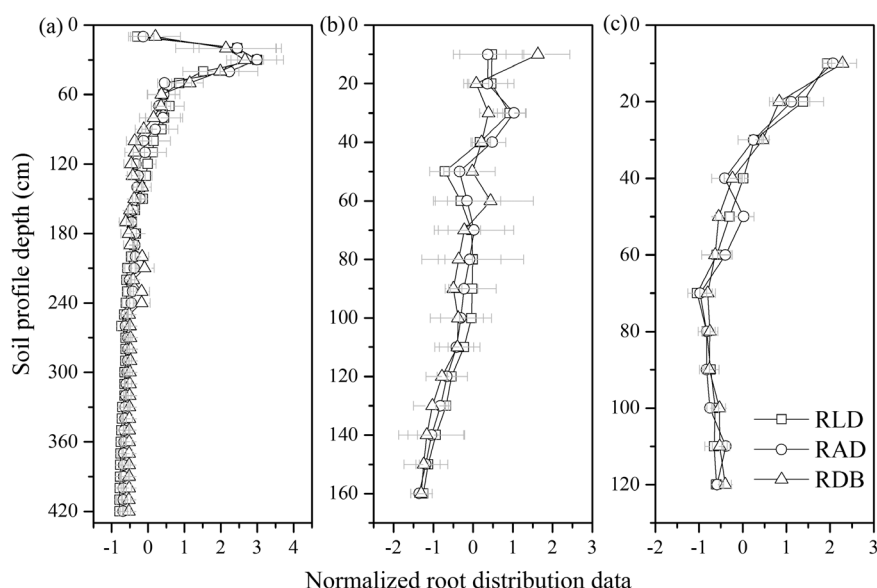 (a)
(b)
(c)
Soil profile depth (cm)
0
60
120
180
240
300
360
420
0
20
40
60
80
100
120
140
160
0
20
40
60
80
100
120
-1 0 1 2 3 4
-2 -1 0 1 2 3
-2 -1 0 1 2 3
RLD
RAD
RDB
Normalized root distribution data